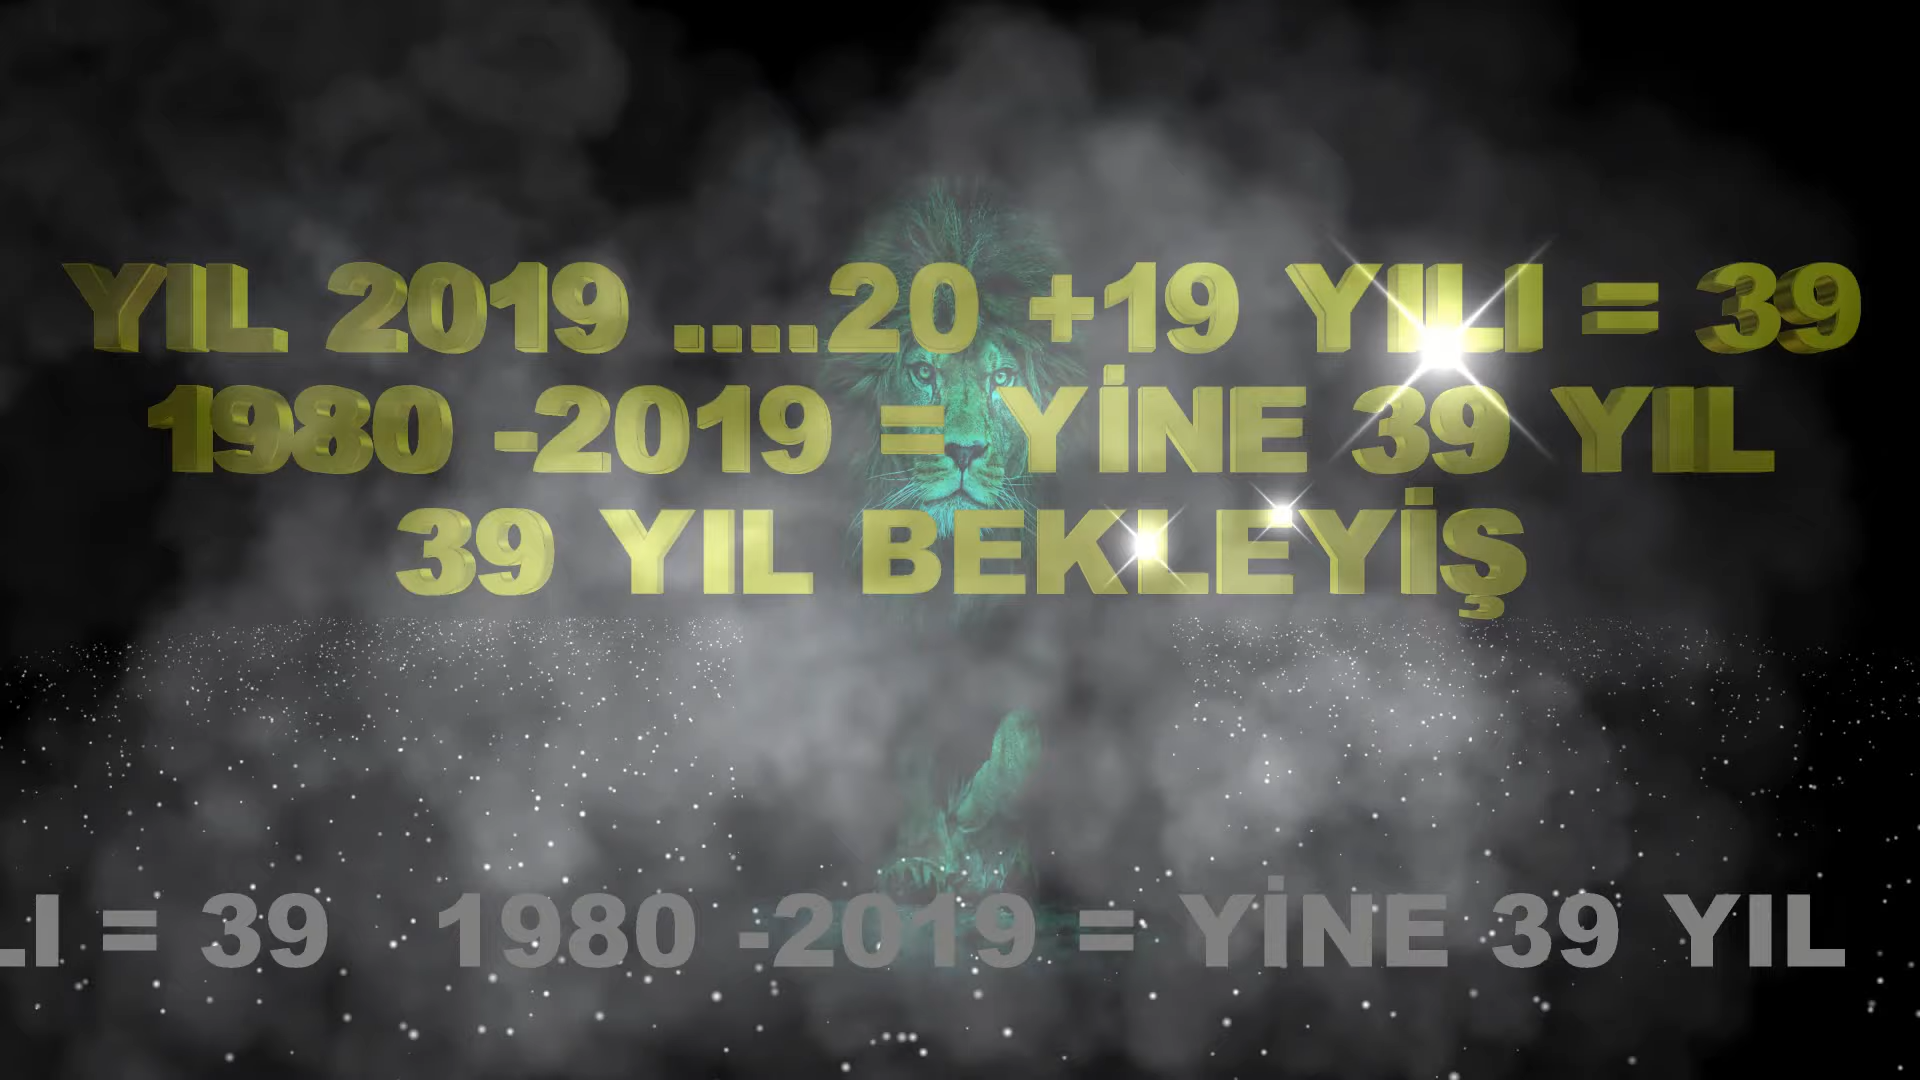 YIL 2019 ....20 +19 YILI = 39
1980 -2019 = YİNE 39 YIL
39 YIL BEKLEYİŞ
LI = 39 1980 -2019 = YİNE 39 YIL